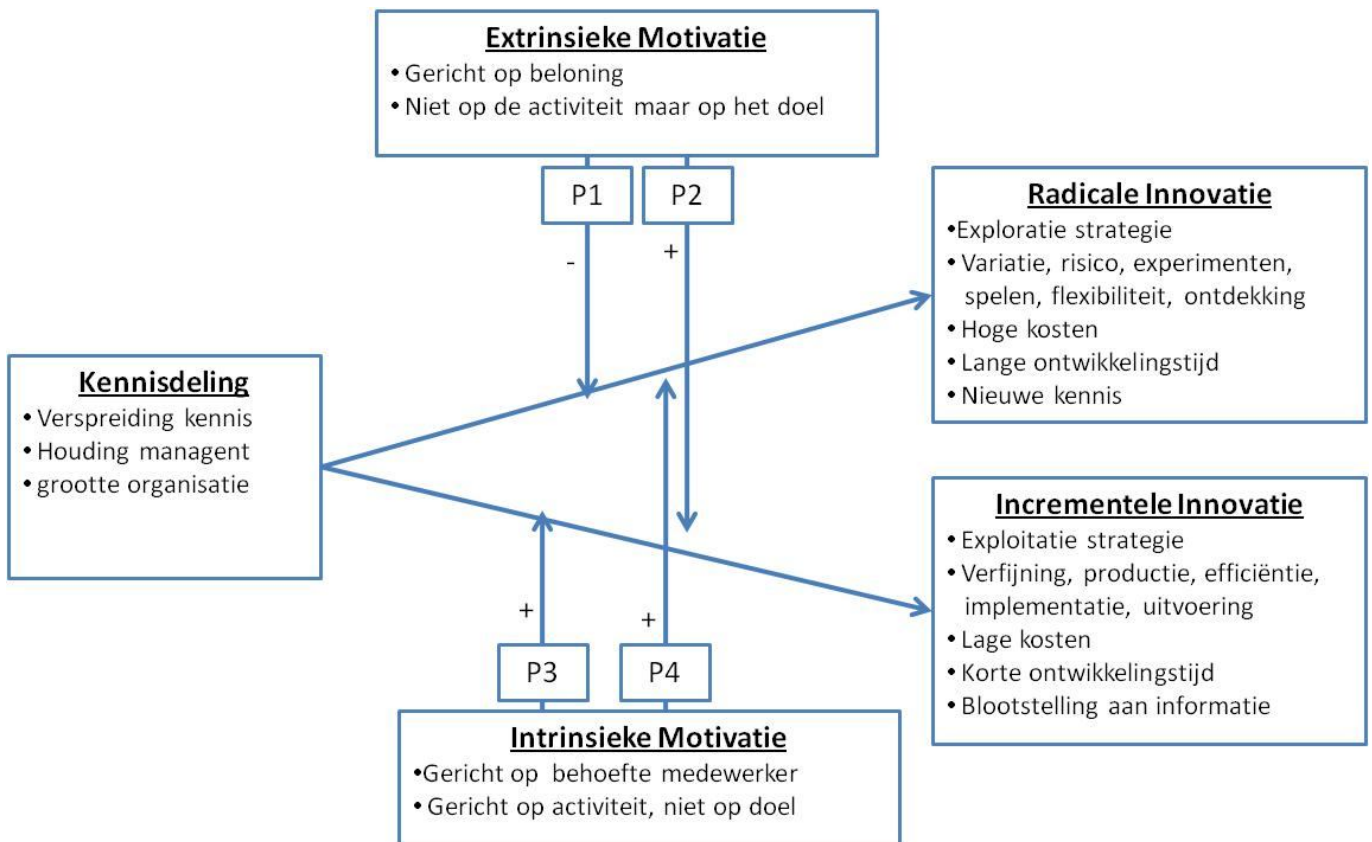 Extrinsieke Motivatie
• Gericht op beloning
• Niet op de activiteit maar op het doel
P1
P2
-
+
Radicale Innovatie
•Exploratie strategie
• Variatie, risico, experimenten,
spelen, flexibiliteit, ontdekking
• Hoge kosten
• Lange ontwikkelingstijd
• Nieuwe kennis
Kennisdeling
• Verspreiding kennis
• Houding managent
• grootte organisatie
Incrementele Innovatie
• Exploitatie strategie
• Verfijning, productie, efficiëntie,
implementatie, uitvoering
• Lage kosten
• Korte ontwikkelingstijd
• Blootstelling aan informatie
+
+
P3
P4
Intrinsieke Motivatie
•Gericht op behoefte medewerker
• Gericht op activiteit, niet op doel